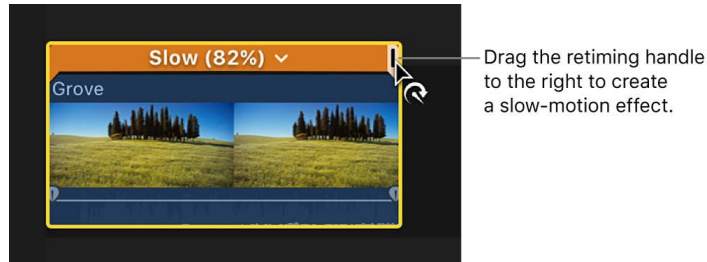 Slow (82%)
Grove
Drag the retiming handle
to the right to create
a slow-motion effect.